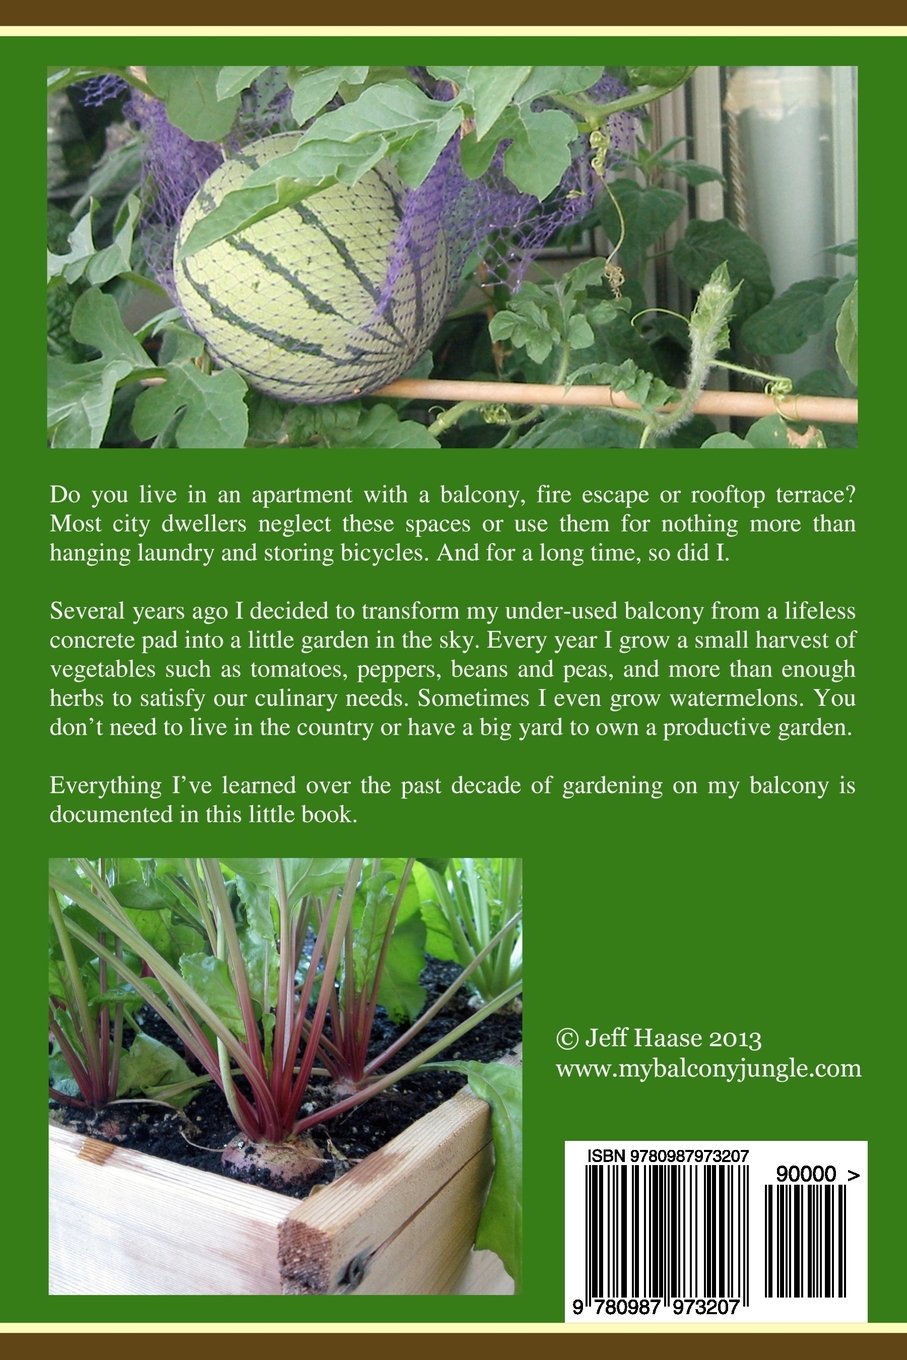 Do you live in an apartment with a balcony, fire escape or rooftop terrace?
Most city dwellers neglect these spaces or use them for nothing more than
hanging laundry and storing bicycles. And for a long time, so did I.
Several years ago I decided to transform my under-used balcony from a lifeless
concrete pad into a little garden in the sky. Every year I grow a small harvest of
vegetables such as tomatoes, peppers, beans and peas, and more than enough
herbs to satisfy our culinary needs. Sometimes I even grow watermelons. You
don’t need to live in the country or have a big yard to own a productive garden.
Everything I’ve learned over the past decade of gardening on my balcony is
documented in this little book.
© Jeff Haase 2013
www.mybalconyjungle.com
ISBN 9780987973207
90000 >
9 780987 973207